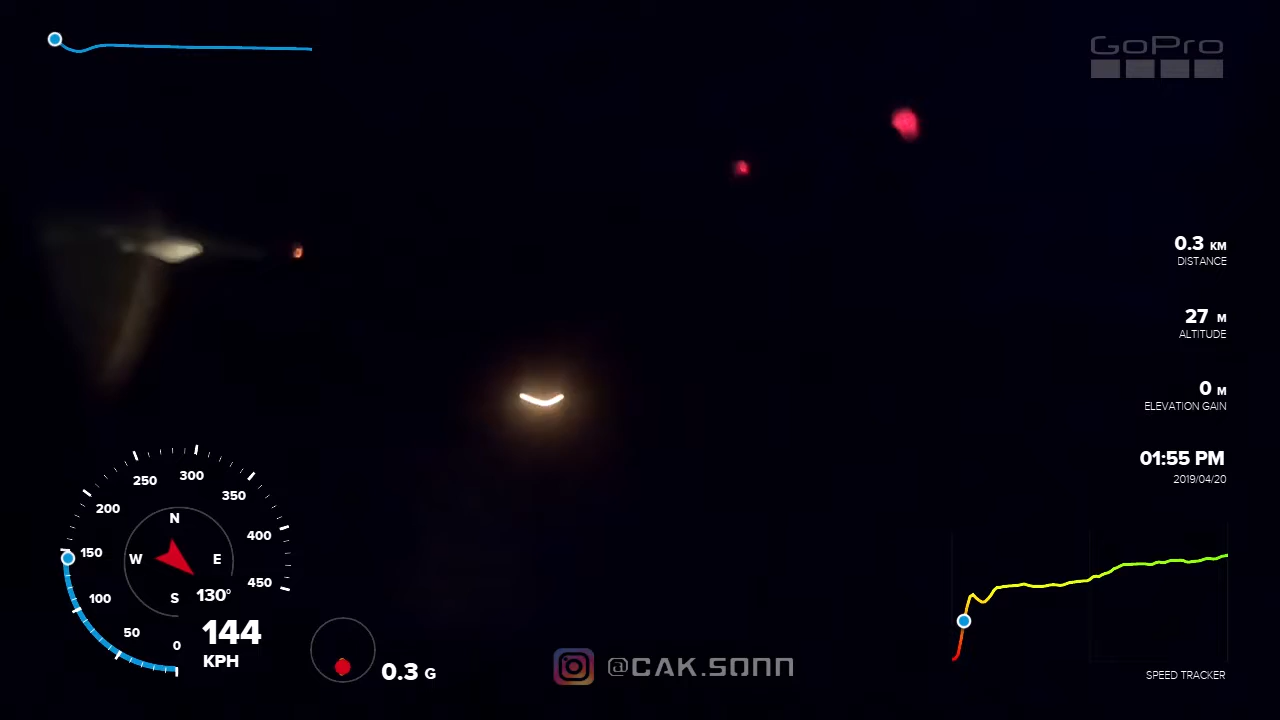 GoPro
0.3 KM
DISTANCE
27 M
ALTITUDE
0 M
ELEVATION GAIN
01:55 PM
2019/04/20
SPEED TRACKER
0
50
100
150
200
250
300
350
400
450
N
W
E
S
130°
144
KPH
0.3 G
@CAK.SONN